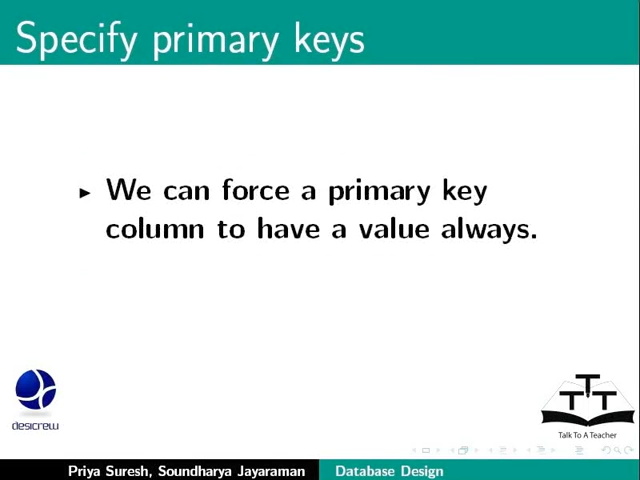 Specify primary keys
We can force a primary key
column to have a value always.
desicrew
T T T
Talk To A Teacher
Priya Suresh, Soundharya Jayaraman Database Design